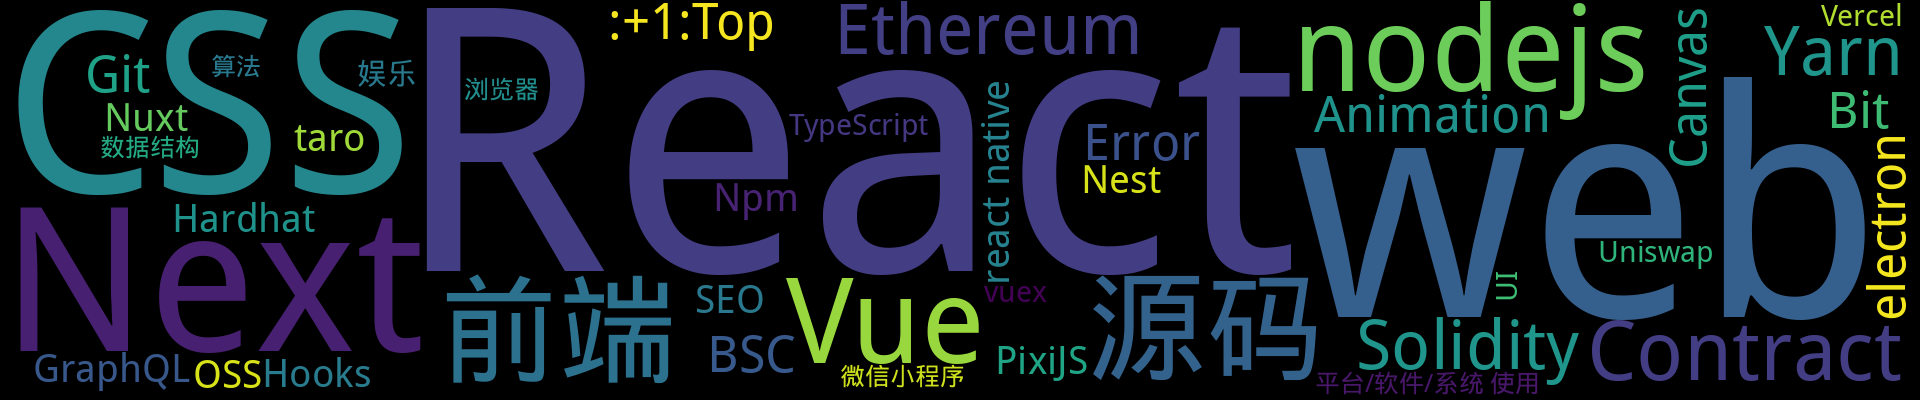 CSS
React
:+1:Top
Ethereum
nodejs
Vercel
Yarn
Canvas
Git
算法
娱乐
浏览器
Nuxt
taro
数据结构
TypeScript
react native
Error
Animation
Bit
web
Npm
Nest
electron
Next
Hardhat
Uniswap
UI
前端
SEO
Vue
vuex
源码
Solidity
Contract
BSC
PixiJS
GraphQL
OSS
Hooks
微信小程序
平台/软件/系统 使用